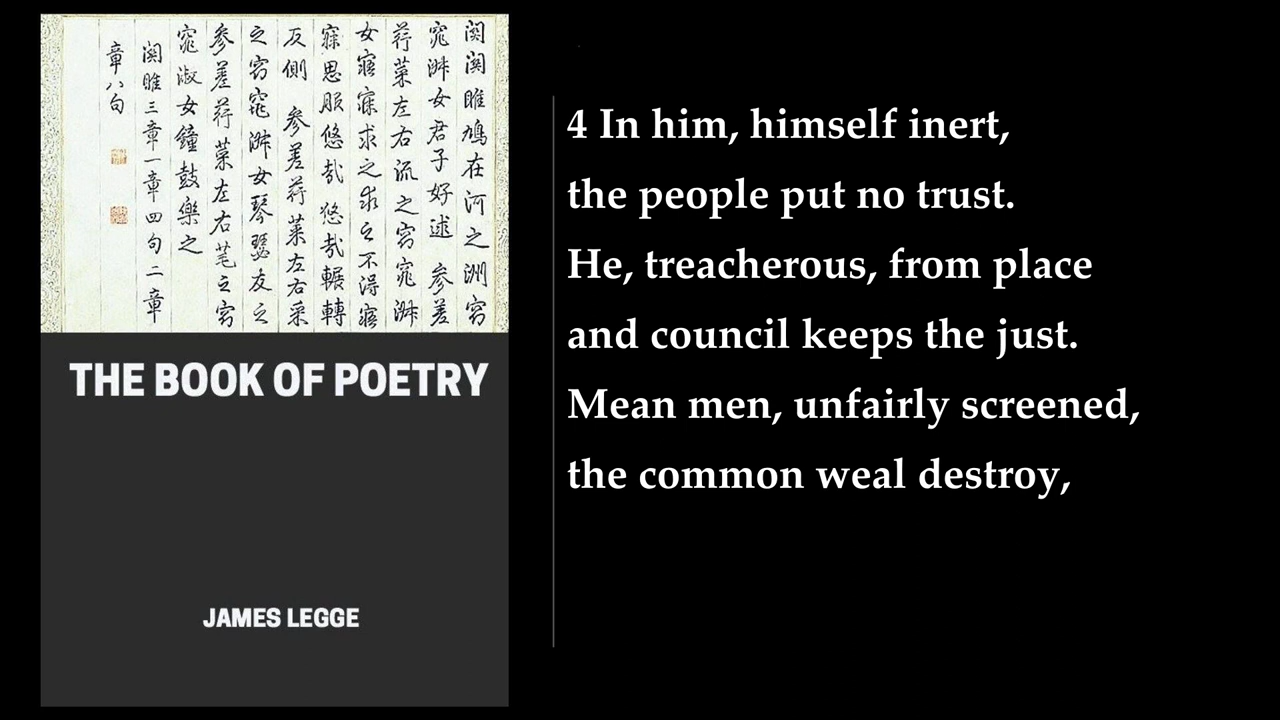 關關雎鳩在河之洲窈
窕淑女君子好逑 參差
荇菜左右流之窈窕淑
女寤寐求之求之不得寤
寐思服悠哉悠哉輾轉
反側 參差荇菜左右采
之窈窕淑女琴瑟友之
參差荇菜左右芼之窈
窕淑女鐘鼓樂之
關雎三章一章四句二章
章八句
THE BOOK OF POETRY
JAMES LEGGE
4 In him, himself inert,
the people put no trust.
He, treacherous, from place
and council keeps the just.
Mean men, unfairly screened,
the common weal destroy,